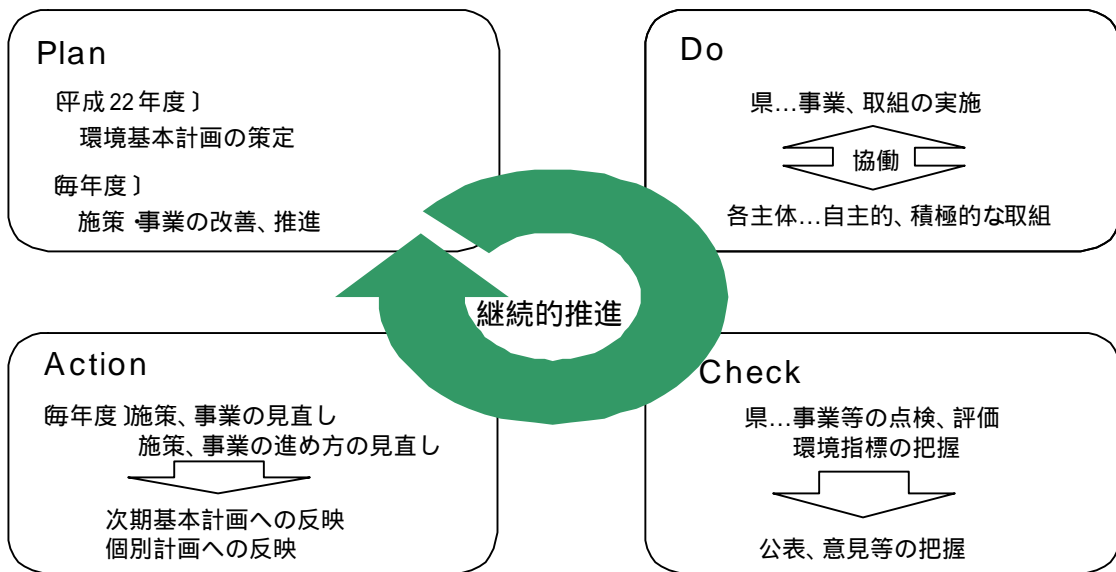 Plan
〔平成22年度〕
環境基本計画の策定
〔毎年度〕
施策・事業の改善、推進
Do
県…事業、取組の実施
協働
各主体…自主的、積極的な取組
継続的推進
Action
〔毎年度〕施策、事業の見直し
施策、事業の進め方の見直し
次期基本計画への反映
個別計画への反映
Check
県…事業等の点検、評価
環境指標の把握
公表、意見等の把握